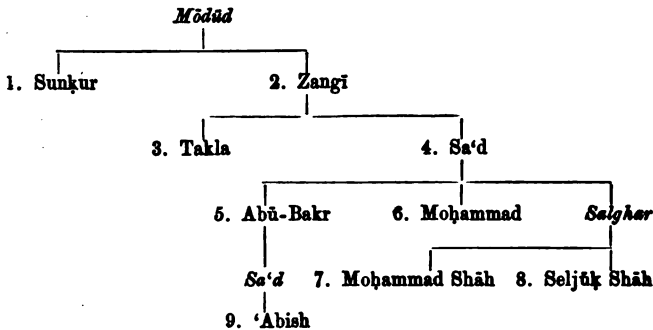 Mōdūd
1. Sunḳur 2. Zangī
3. Takla 4. Sa‘d
5. Abū-Bakr 6. Moḥammad Salghar
Sa‘d 7. Moḥammad Shāh 8. Seljūḳ Shāh
9. ‘Abish